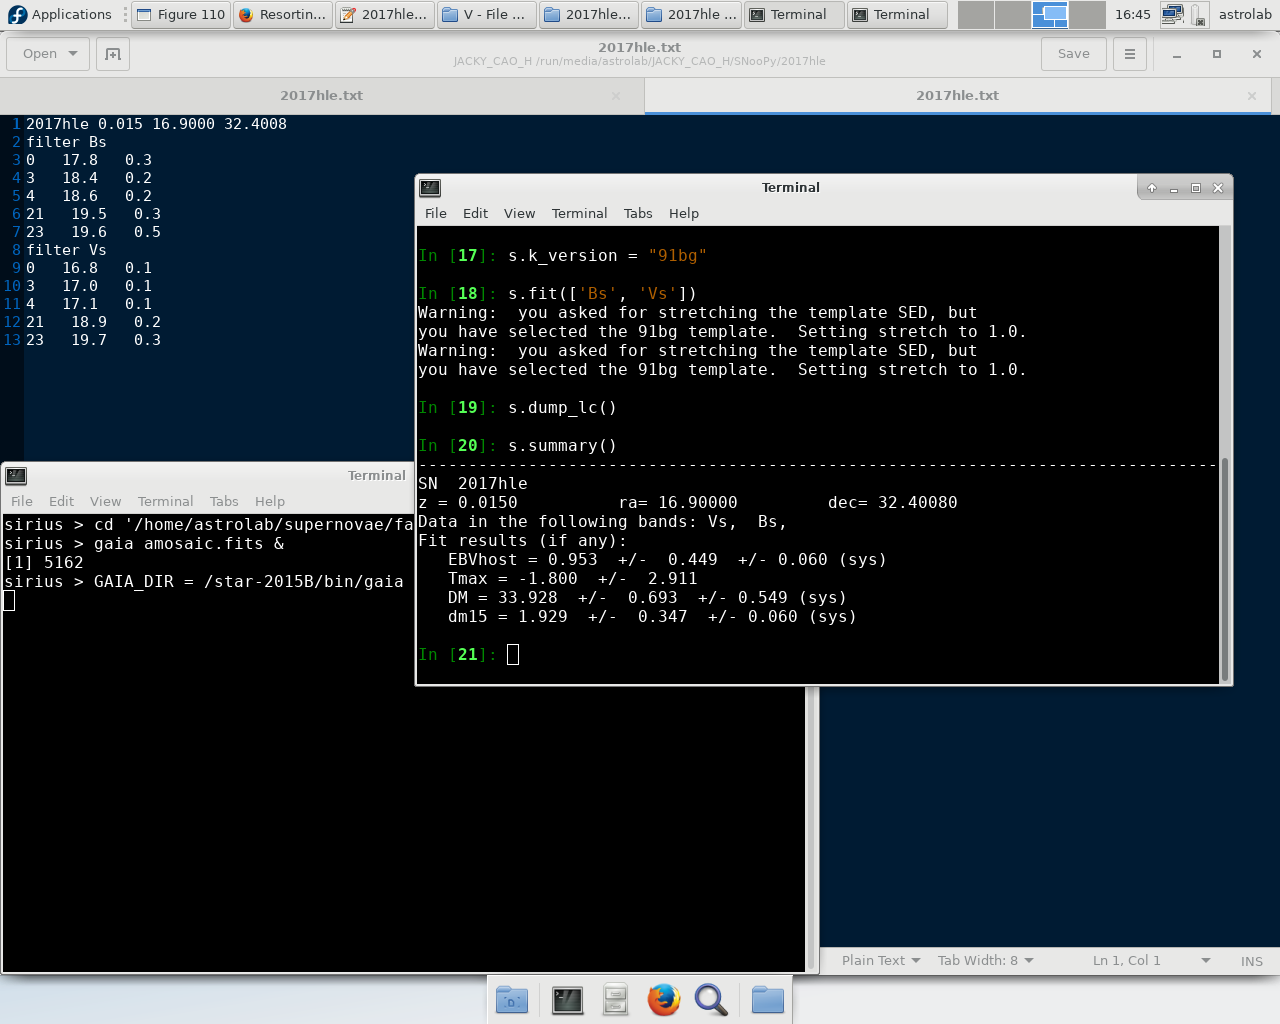 Applications
Figure 110
Resortin...
2017hle...
V - File ...
2017hle...
2017hle ...
Terminal
Terminal
16:45
astrolab
Open
2017hle.txt
JACKY_CAO_H /run/media/astrolab/JACKY_CAO_H/SNooPy/2017hle
Save
2017hle.txt
2017hle.txt
1 2017hle 0.015 16.9000 32.4008
2 filter Bs
3 0 17.8 0.3
4 3 18.4 0.2
5 4 18.6 0.2
6 21 19.5 0.3
7 23 19.6 0.5
8 filter Vs
9 0 16.8 0.1
10 3 17.0 0.1
11 4 17.1 0.1
12 21 18.9 0.2
13 23 19.7 0.3
Terminal
File Edit View Terminal Tabs Help
In [17]: s.k_version = "91bg"
In [18]: s.fit(['Bs', 'Vs'])
Warning:  you asked for stretching the template SED, but
you have selected the 91bg template.  Setting stretch to 1.0.
Warning:  you asked for stretching the template SED, but
you have selected the 91bg template.  Setting stretch to 1.0.
In [19]: s.dump_lc()
In [20]: s.summary()
--------------------------------------------------------------------------------
SN  2017hle
z = 0.0150          ra= 16.90000         dec= 32.40080
Data in the following bands: Vs,  Bs,
Fit results (if any):
EBVhost = 0.953  +/-  0.449  +/- 0.060 (sys)
Tmax = -1.800  +/-  2.911
DM = 33.928  +/-  0.693  +/- 0.549 (sys)
dm15 = 1.929  +/-  0.347  +/- 0.060 (sys)
In [21]:
Terminal
File Edit View Terminal Tabs Help
sirius > cd '/home/astrolab/supernovae/fa
sirius > gaia amosaic.fits &
[1] 5162
sirius > GAIA_DIR = /star-2015B/bin/gaia
Plain Text
Tab Width: 8
Ln 1, Col 1
INS